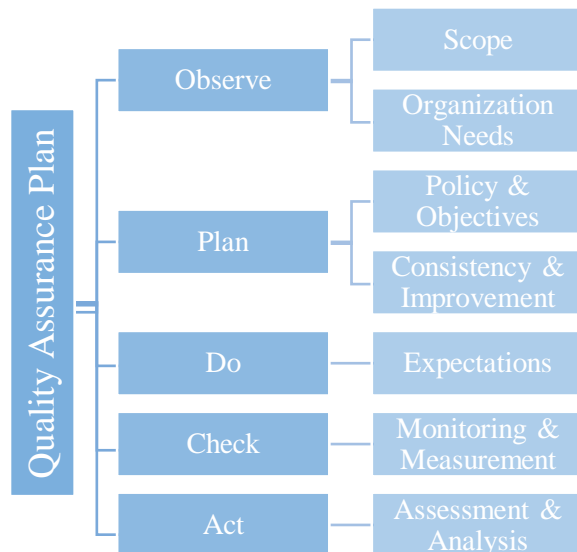 Quality Assurance Plan
Observe
Scope
Organization
Needs
Plan
Policy &
Objectives
Consistency &
Improvement
Do
Expectations
Check
Monitoring &
Measurement
Act
Assessment &
Analysis